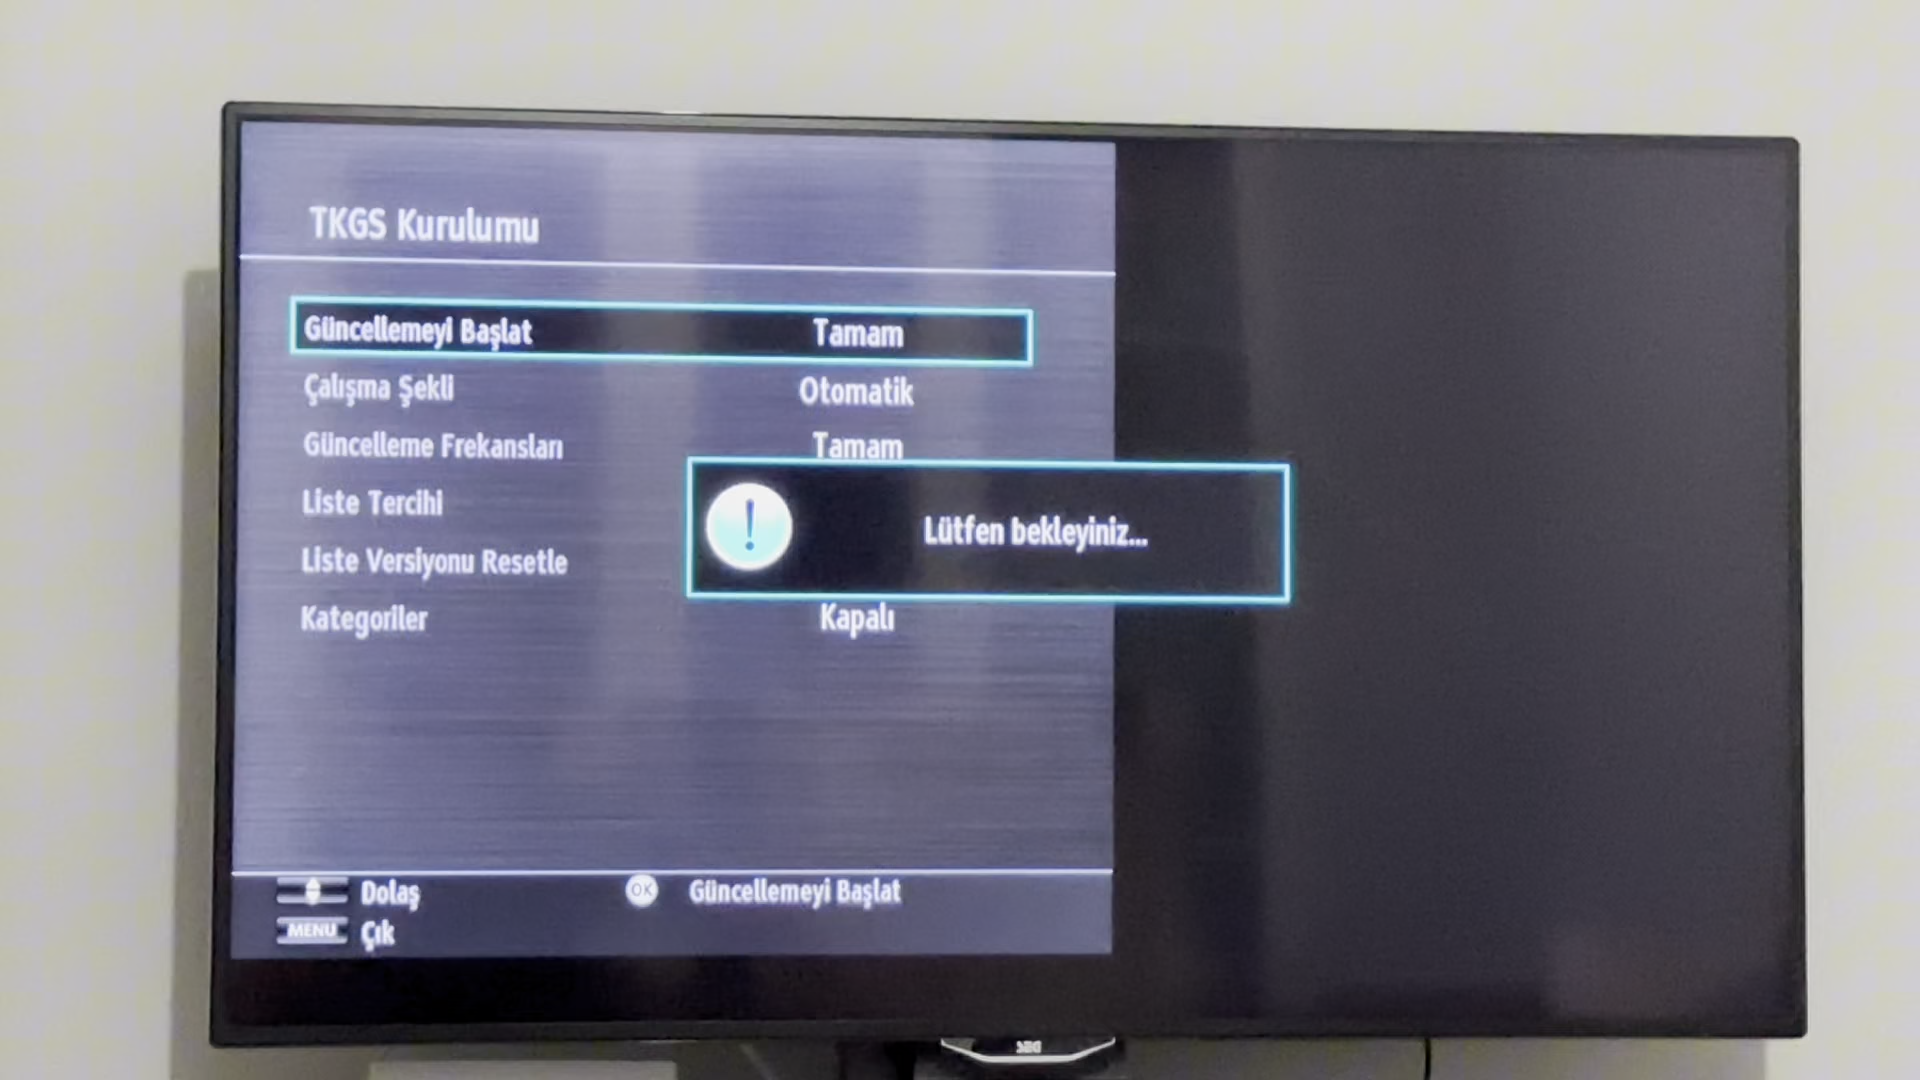 TKGS Kurulumu
Güncellemeyi Başlat Tamam
Çalışma Şekli Otomatik
Güncelleme Frekansları Tamam
Liste Tercihi
Lütfen bekleyiniz...
Liste Versiyonu Resetle
Kategoriler Kapalı
Dolaş OK Güncellemeyi Başlat
MENU Çık